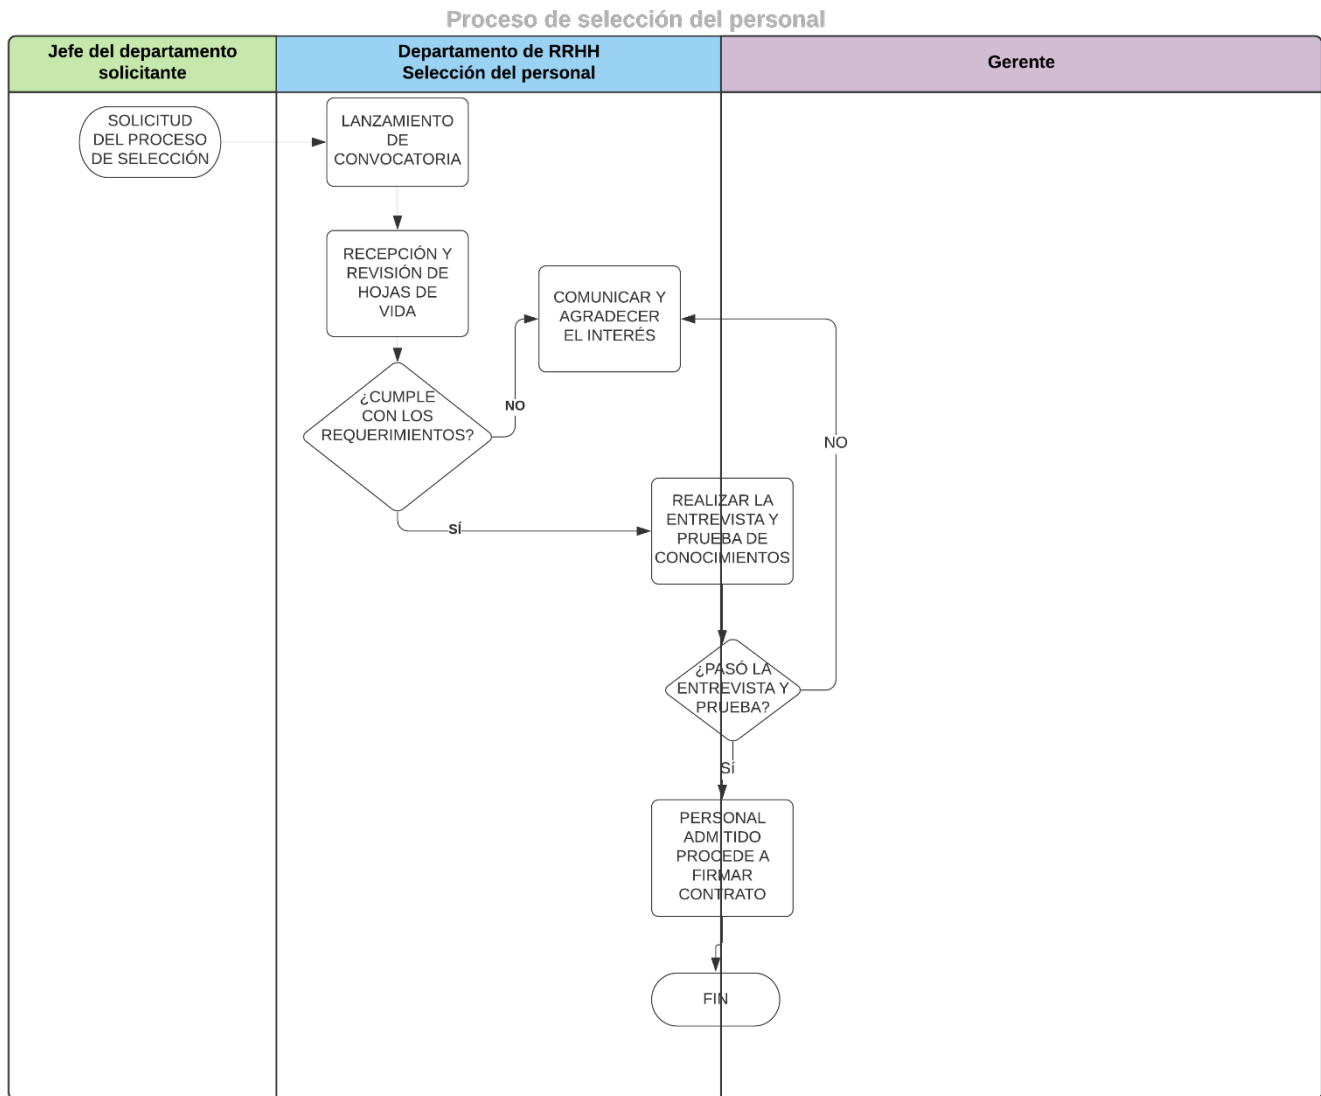 Proceso de selección del personal
Jefe del departamento
solicitante
Departamento de RRHH
Selección del personal
Gerente
SOLICITUD
DEL PROCESO
DE SELECCIÓN
LANZAMIENTO
DE
CONVOCATORIA
RECEPCIÓN Y
REVISIÓN DE
HOJAS DE
VIDA
COMUNICAR Y
AGRADECER
EL INTERÉS
¿CUMPLE
CON LOS
REQUERIMIENTOS?
NO
NO
SÍ
REALIZAR LA
ENTREVISTA Y
PRUEBA DE
CONOCIMIENTOS
¿PASÓ LA
ENTREVISTA Y
PRUEBA?
Sí
PERSONAL
ADMITIDO
PROCEDE A
FIRMAR
CONTRATO
FIN